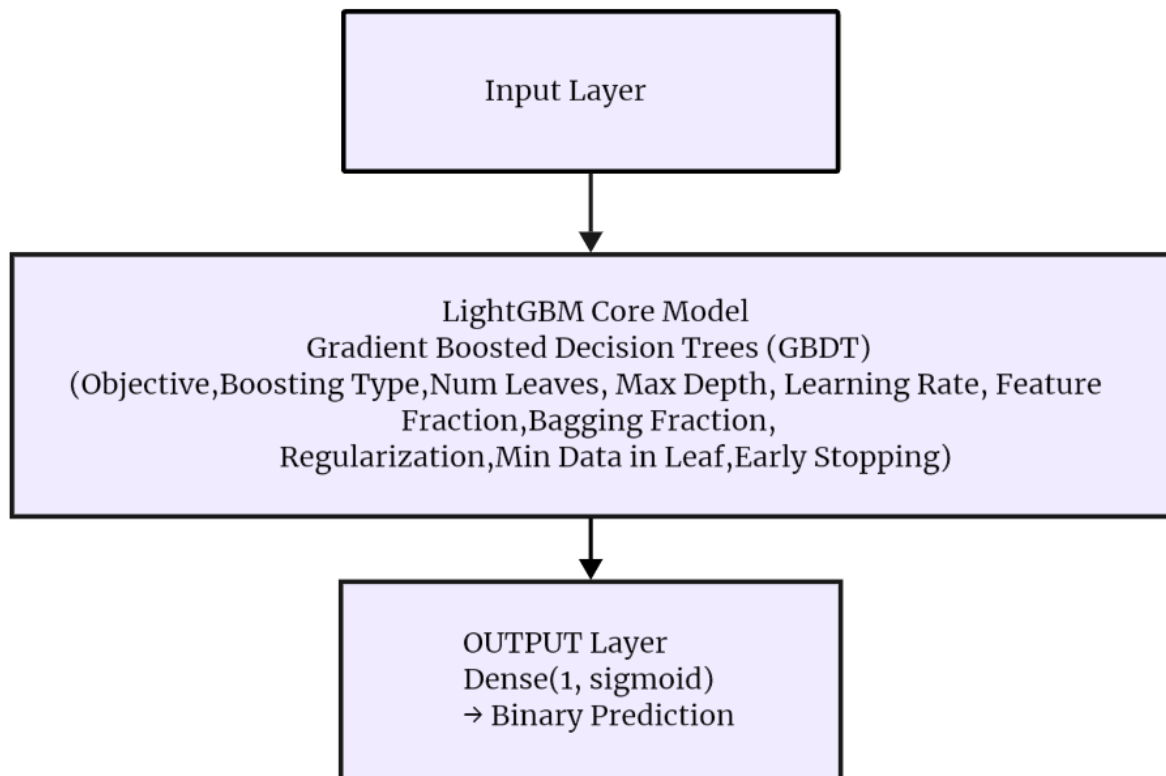 Input Layer
LightGBM Core Model
Gradient Boosted Decision Trees (GBDT)
(Objective,Boosting Type,Num Leaves, Max Depth, Learning Rate, Feature
Fraction,Bagging Fraction,
Regularization,Min Data in Leaf,Early Stopping)
OUTPUT Layer
Dense(1, sigmoid)
→ Binary Prediction